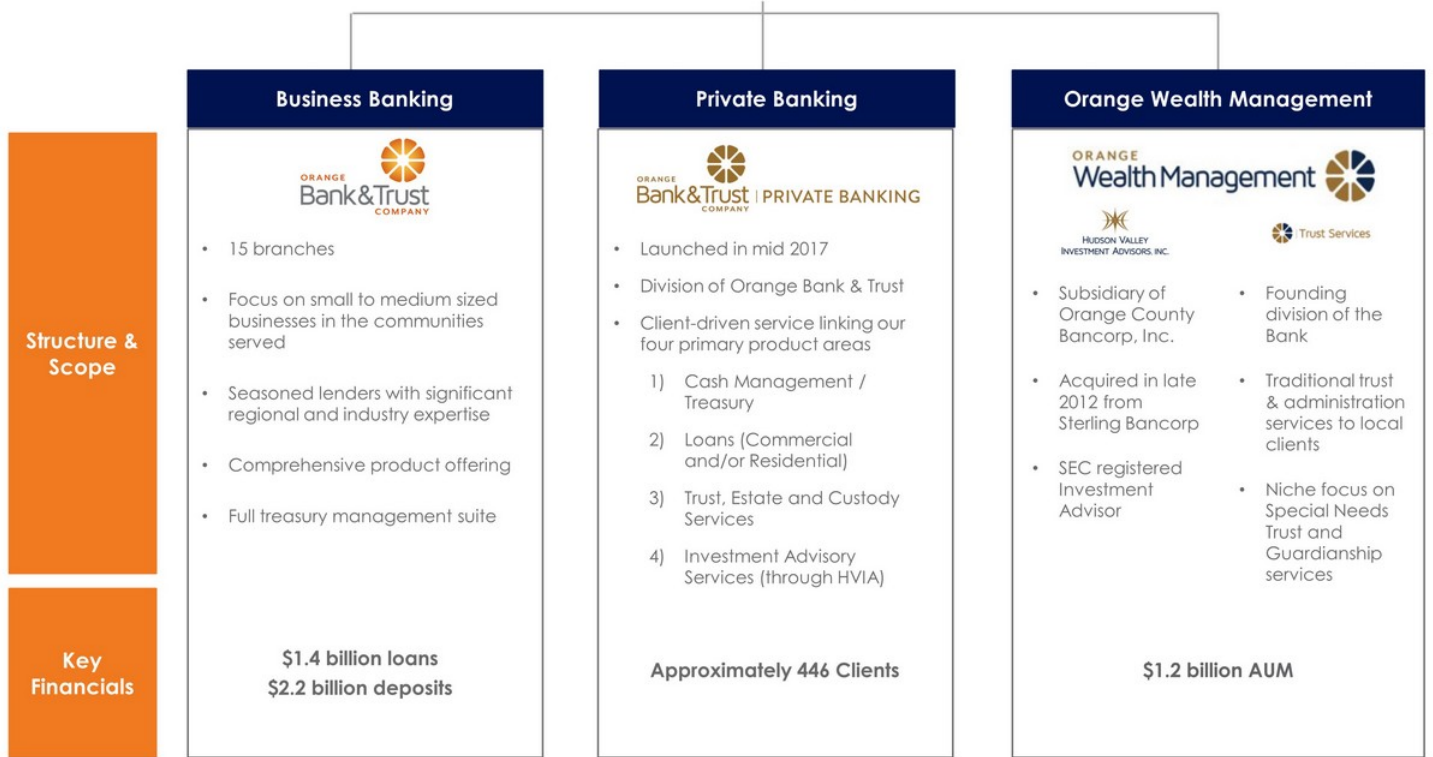 Business Banking
Private Banking
Orange Wealth Management
Structure &
Scope
ORANGE
Bank&Trust
COMPANY
• 15 branches
• Focus on small to medium sized
businesses in the communities
served
• Seasoned lenders with significant
regional and industry expertise
• Comprehensive product offering
• Full treasury management suite
ORANGE
Bank&Trust | PRIVATE BANKING
COMPANY
• Launched in mid 2017
• Division of Orange Bank & Trust
• Client-driven service linking our
four primary product areas
1) Cash Management /
Treasury
2) Loans (Commercial
and/or Residential)
3) Trust, Estate and Custody
Services
4) Investment Advisory
Services (through HVIA)
ORANGE
Wealth Management
HUDSON VALLEY
INVESTMENT ADVISORS, INC.
• Subsidiary of
Orange County
Bancorp, Inc.
• Acquired in late
2012 from
Sterling Bancorp
• SEC registered
Investment
Advisor
Trust Services
• Founding
division of the
Bank
• Traditional trust
& administration
services to local
clients
• Niche focus on
Special Needs
Trust and
Guardianship
services
Key
Financials
$1.4 billion loans
$2.2 billion deposits
Approximately 446 Clients
$1.2 billion AUM